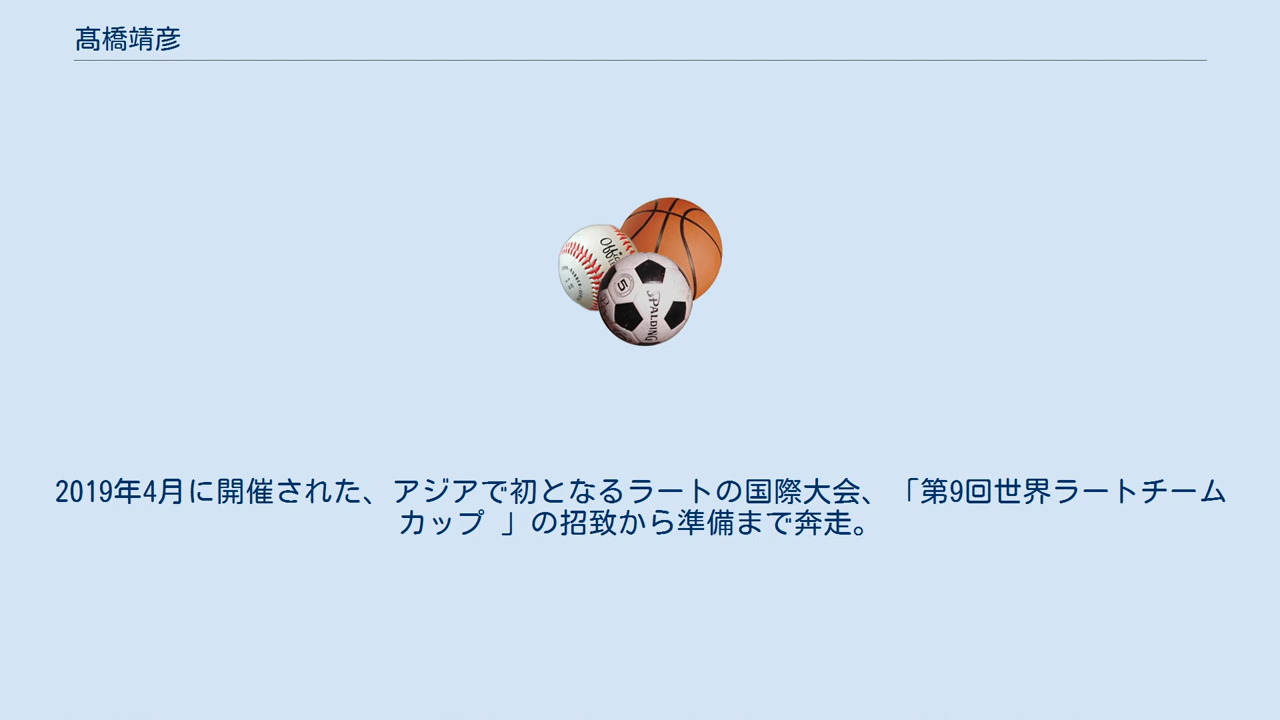 髙橋靖彦
Offici
5
SPALDING
2019年4月に開催された、アジアで初となるラートの国際大会、「第9回世界ラートチーム
カップ 」の招致から準備まで奔走。